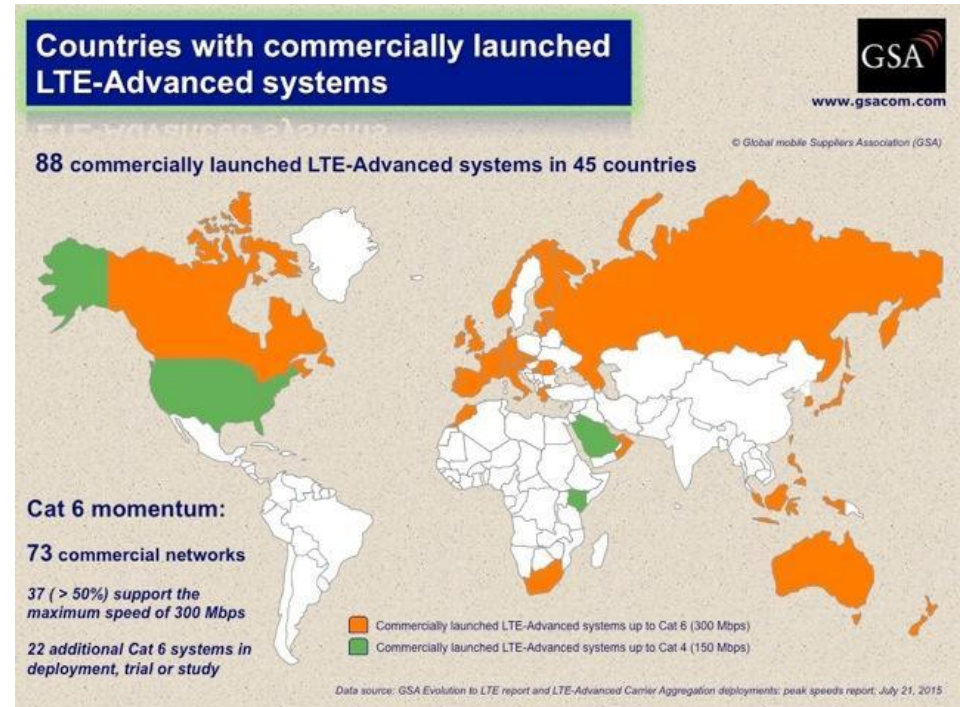 Countries with commercially launched
LTE-Advanced systems
GSA
www.gsacom.com
© Global mobile Suppliers Association (GSA)
88 commercially launched LTE-Advanced systems in 45 countries
Cat 6 momentum:
73 commercial networks
37 ( > 50%) support the
maximum speed of 300 Mbps
22 additional Cat 6 systems in
deployment, trial or study
Commercially launched LTE-Advanced systems up to Cat 6 (300 Mbps)
Commercially launched LTE-Advanced systems up to Cat 4 (150 Mbps)
Data source: GSA Evolution to LTE report and LTE-Advanced Carrier Aggregation deployments: peak speeds report: July 21, 2015